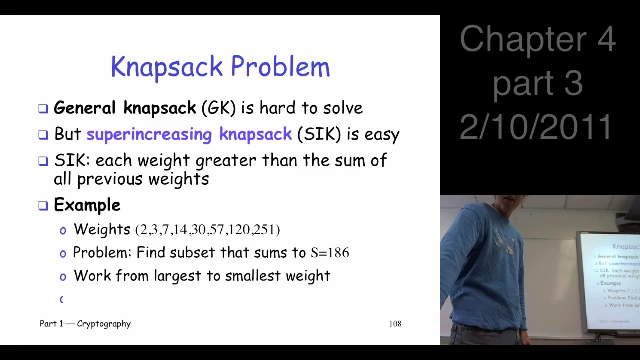 Knapsack Problem
General knapsack (GK) is hard to solve
But superincreasing knapsack (SIK) is easy
SIK: each weight greater than the sum of
all previous weights
Example
Weights (2,3,7,14,30,57,120,251)
Problem: Find subset that sums to S=186
Work from largest to smallest weight
Part 1 — Cryptography
108
Chapter 4
part 3
2/10/2011